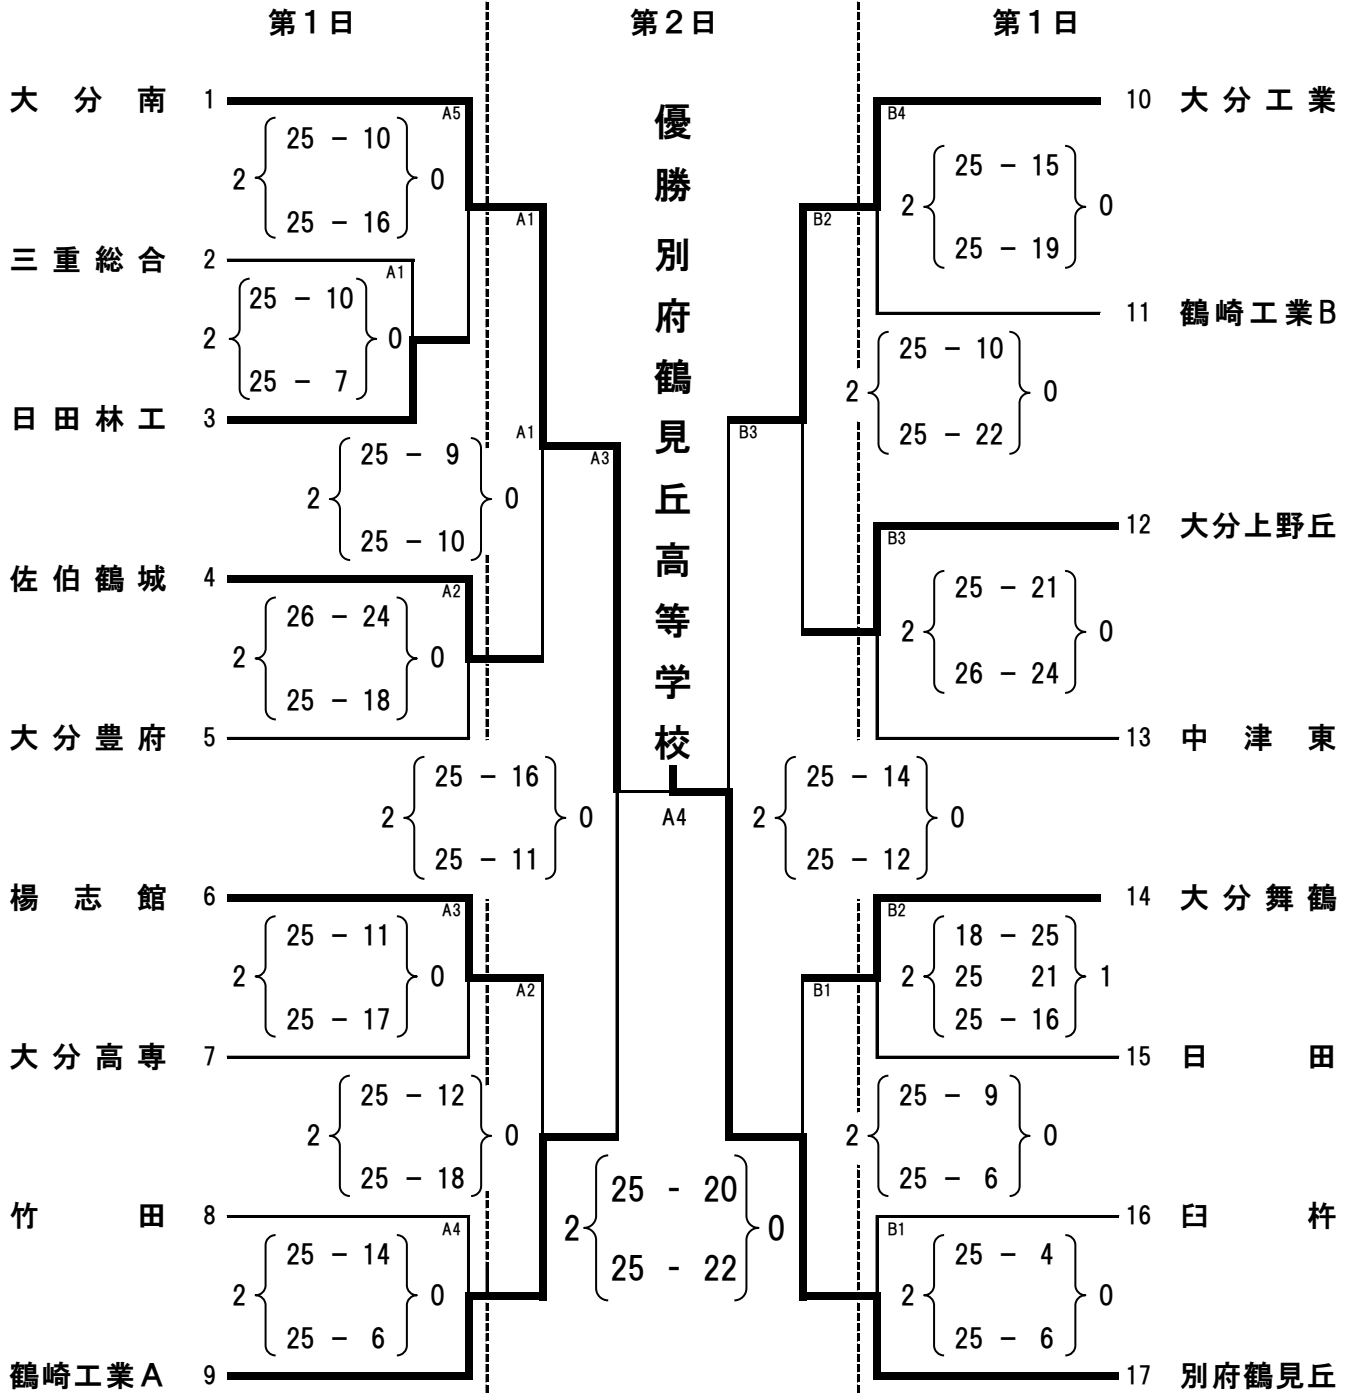 第1日
第2日
第1日
優勝 別府鶴見丘高等学校
大分南 1
A5
25 － 10
2 0
25 － 16
A1
三重総合 2
A1
25 － 10
2 0
25 － 7
日田林工 3
A1
25 － 9
2 0
25 － 10
A3
佐伯鶴城 4
A2
26 － 24
2 0
25 － 18
大分豊府 5
25 － 16
2 0
25 － 11
A4
楊志館 6
A3
25 － 11
2 0
25 － 17
A2
大分高専 7
25 － 12
2 0
25 － 18
竹田 8
A4
25 － 14
2 0
25 － 6
鶴崎工業A 9
25 - 20
2 0
25 - 22
10 大分工業
B4
25 － 15
2 0
25 － 19
B2
11 鶴崎工業B
25 － 10
2 0
25 － 22
B3
12 大分上野丘
B3
25 － 21
2 0
26 － 24
13 中津東
25 － 14
2 0
25 － 12
14 大分舞鶴
B2
18 － 25
2 25 21 1
25 － 16
B1
15 日田
25 － 9
2 0
25 － 6
16 臼杵
B1
25 － 4
2 0
25 － 6
17 別府鶴見丘